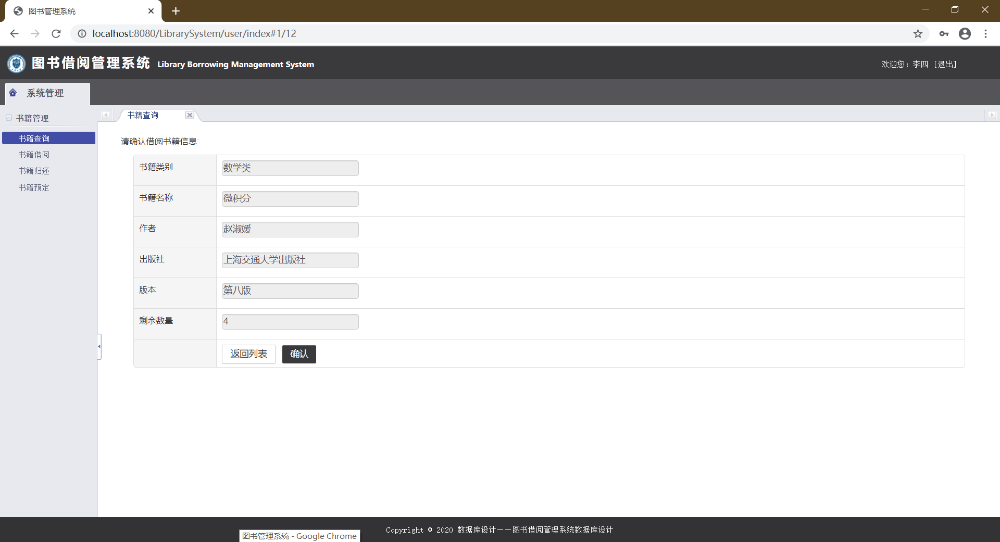 图书管理系统
localhost:8080/LibrarySystem/user/index#1/12
图书借阅管理系统 Library Borrowing Management System
欢迎您：李四 [退出]
系统管理
书籍管理
书籍查询
书籍借阅
书籍归还
书籍预定
书籍查询
请确认借阅书籍信息:
书籍类别 数学类
书籍名称 微积分
作者 赵淑媛
出版社 上海交通大学出版社
版本 第八版
剩余数量 4
返回列表 确认
Copyright © 2020 数据库设计——图书借阅管理系统数据库设计
图书管理系统 - Google Chrome